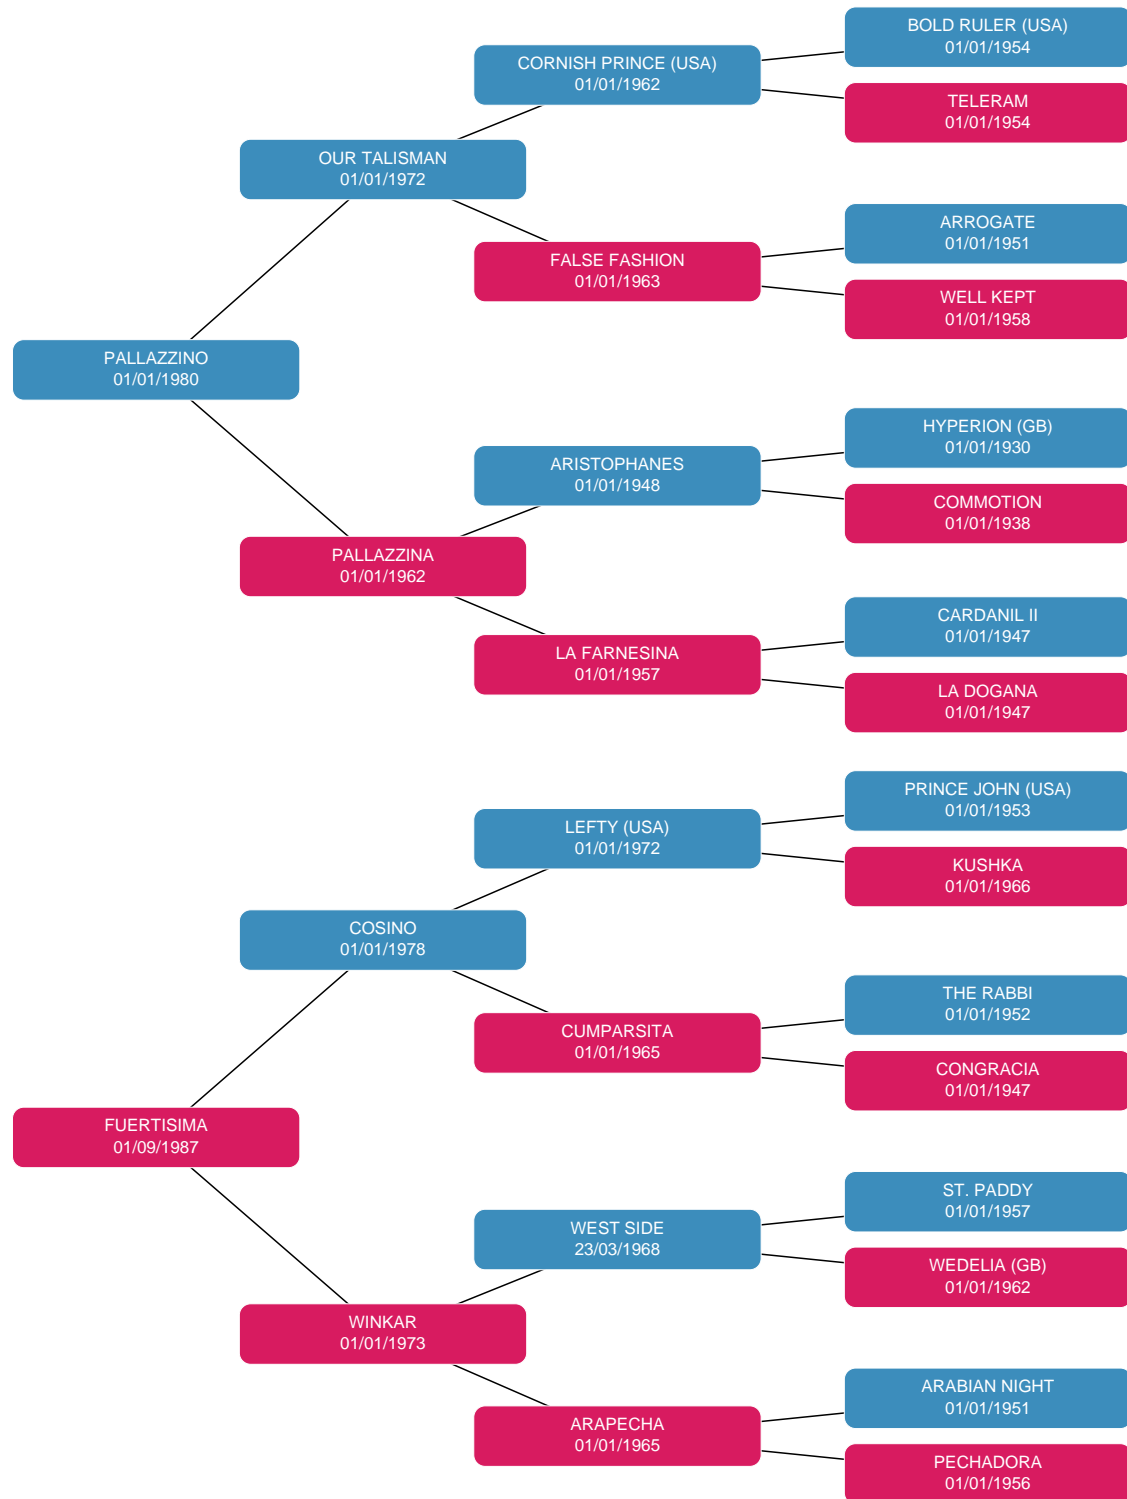 BOLD RULER (USA)
01/01/1954
CORNISH PRINCE (USA)
01/01/1962
TELERAM
01/01/1954
OUR TALISMAN
01/01/1972
ARROGATE
01/01/1951
FALSE FASHION
01/01/1963
WELL KEPT
01/01/1958
PALLAZZINO
01/01/1980
HYPERION (GB)
01/01/1930
ARISTOPHANES
01/01/1948
COMMOTION
01/01/1938
PALLAZZINA
01/01/1962
CARDANIL II
01/01/1947
LA FARNESINA
01/01/1957
LA DOGANA
01/01/1947
PRINCE JOHN (USA)
01/01/1953
LEFTY (USA)
01/01/1972
KUSHKA
01/01/1966
COSINO
01/01/1978
THE RABBI
01/01/1952
CUMPARSITA
01/01/1965
CONGRACIA
01/01/1947
FUERTISIMA
01/09/1987
ST. PADDY
01/01/1957
WEST SIDE
23/03/1968
WEDELIA (GB)
01/01/1962
WINKAR
01/01/1973
ARABIAN NIGHT
01/01/1951
ARAPECHA
01/01/1965
PECHADORA
01/01/1956